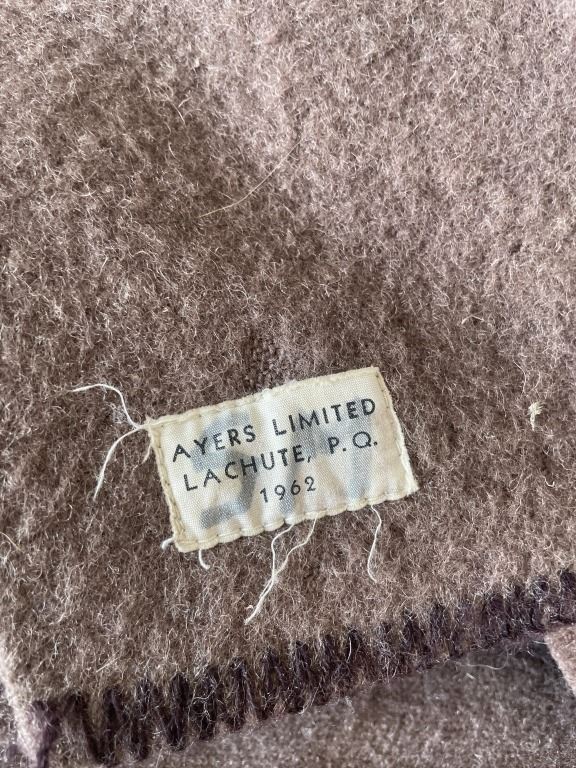 AYERS LIMITED
LACHUTE, P.Q.
1962